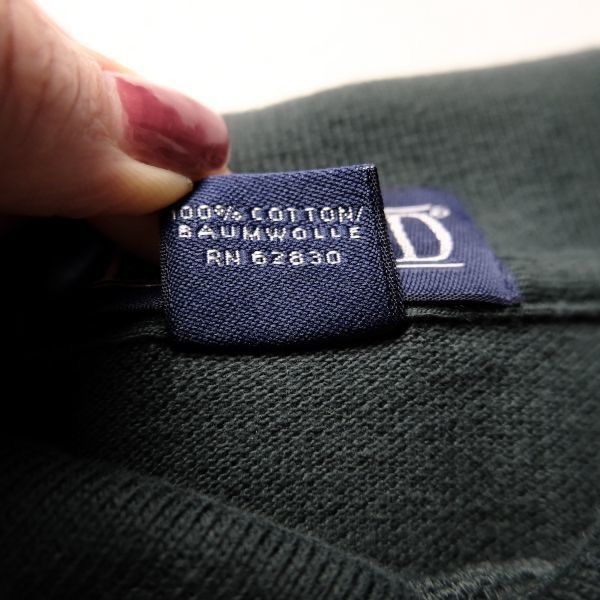 100% COTTON/
BAUMWOLLE
RN 62830
D®